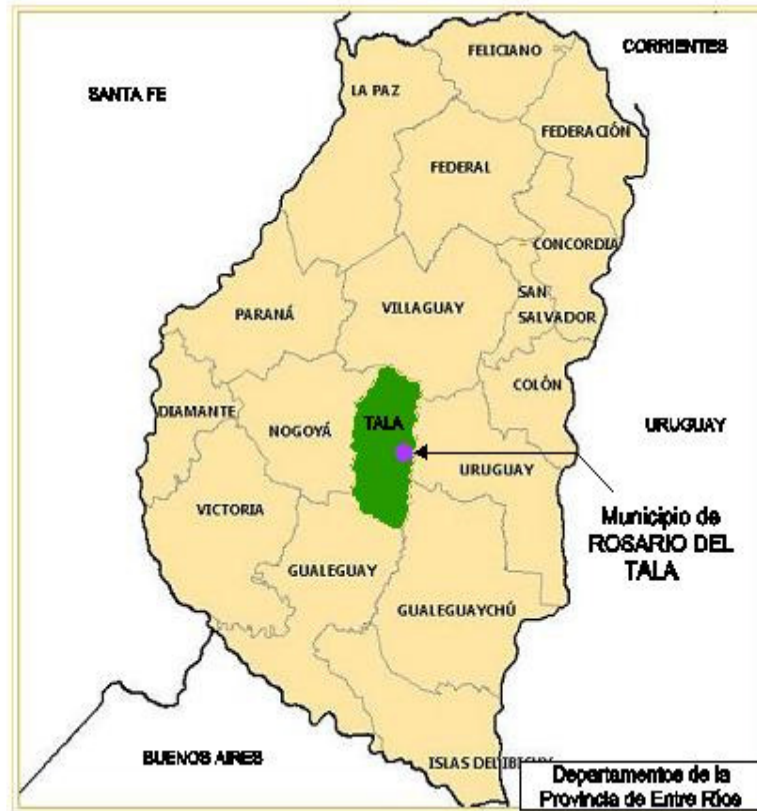 CORRIENTES
FELICIANO
SANTA FE
LA PAZ
FEDERACIÓN
FEDERAL
CONCORDIA
SAN
SALVADOR
PARANÁ
VILLAGUAY
COLÓN
DIAMANTE
TALA
NOGOYÁ
URUGUAY
URUGUAY
VICTORIA
Municipio de
ROSARIO DEL
TALA
GUALEGUAY
GUALEGUAYCHÚ
BUENOS AIRES
ISLAS DEL
Departamentos de la
Provincia de Entre Ríos